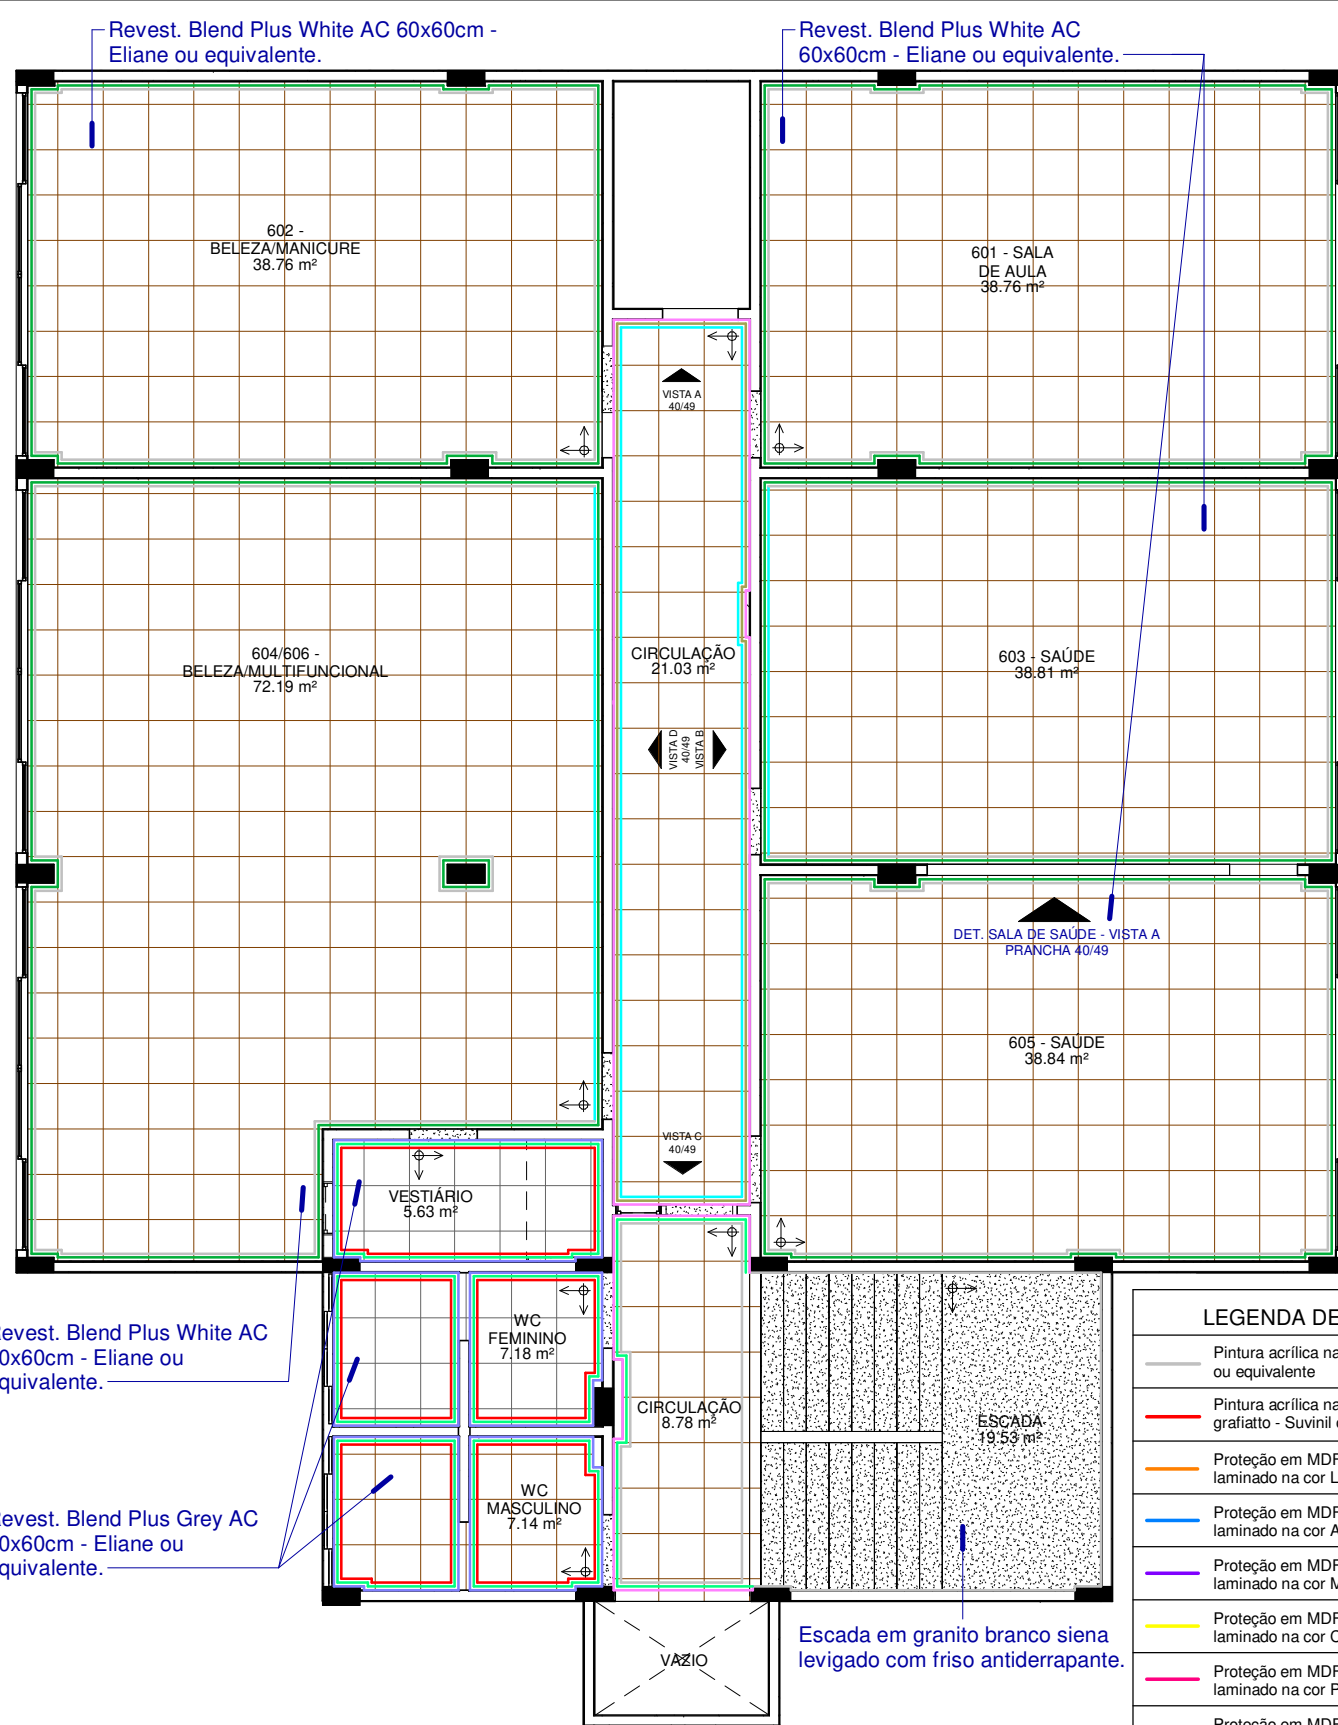 Revest. Blend Plus White AC 60x60cm -
Eliane ou equivalente.
Revest. Blend Plus White AC
60x60cm - Eliane ou equivalente.
602 -
BELEZA/MANICURE
38.76 m²
601 - SALA
DE AULA
38.76 m²
VISTA A
40/49
604/606 -
BELEZA/MULTIFUNCIONAL
72.19 m²
CIRCULAÇÃO
21.03 m²
603 - SAÚDE
38.81 m²
VISTA D
40/49
VISTA B
DET. SALA DE SAÚDE - VISTA A
PRANCHA 40/49
605 - SAÚDE
38.84 m²
VISTA C
40/49
VESTIÁRIO
5.63 m²
WC
FEMININO
7.18 m²
Revest. Blend Plus White AC
0x60cm - Eliane ou
quivalente.
CIRCULAÇÃO
8.78 m²
ESCADA
19.53 m²
WC
MASCULINO
7.14 m²
Revest. Blend Plus Grey AC
0x60cm - Eliane ou
quivalente.
VAZIO
Escada em granito branco siena
levigado com friso antiderrapante.
LEGENDA DE
Pintura acrílica na
ou equivalente
Pintura acrílica na
grafiatto - Suvinil
Proteção em MDF
laminado na cor L
Proteção em MDF
laminado na cor A
Proteção em MDF
laminado na cor M
Proteção em MDF
laminado na cor C
Proteção em MDF
laminado na cor P
Proteção em MDF